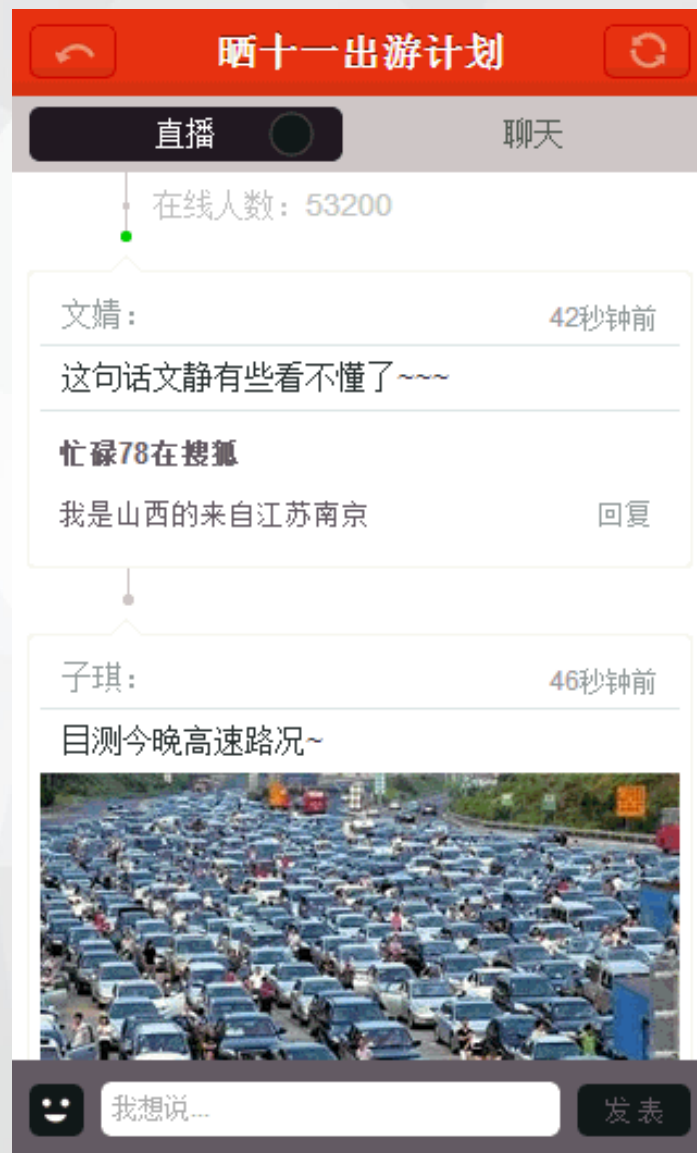 晒十一出游计划
直播 聊天
在线人数：53200
文婧： 42秒钟前
这句话文静有些看不懂了~~~
忙碌78在搜狐
我是山西的来自江苏南京 回复
子琪： 46秒钟前
目测今晚高速路况~
我想说...
发表